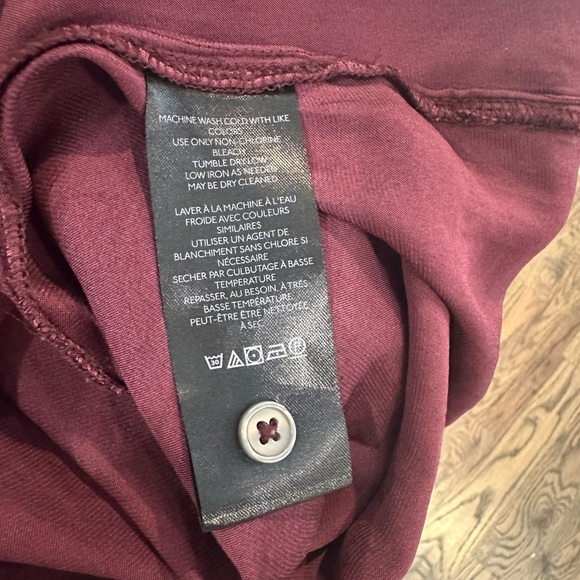 MACHINE WASH COLD WITH LIKE
COLORS
USE ONLY NON-CHLORINE
BLEACH
TUMBLE DRY LOW
LOW IRON AS NEEDED
MAY BE DRY CLEANED
LAVER À LA MACHINE À L'EAU
FROIDE AVEC COULEURS
SIMILAIRES
UTILISER UN AGENT DE
BLANCHIMENT SANS CHLORE SI
NÉCESSAIRE
SECHER PAR CULBUTAGE À BASSE
TEMPERATURE
REPASSER, AU BESOIN, À TRÈS
BASSE TEMPÉRATURE
PEUT-ÊTRE ÊTRE NETTOYÉE
À SEC
30